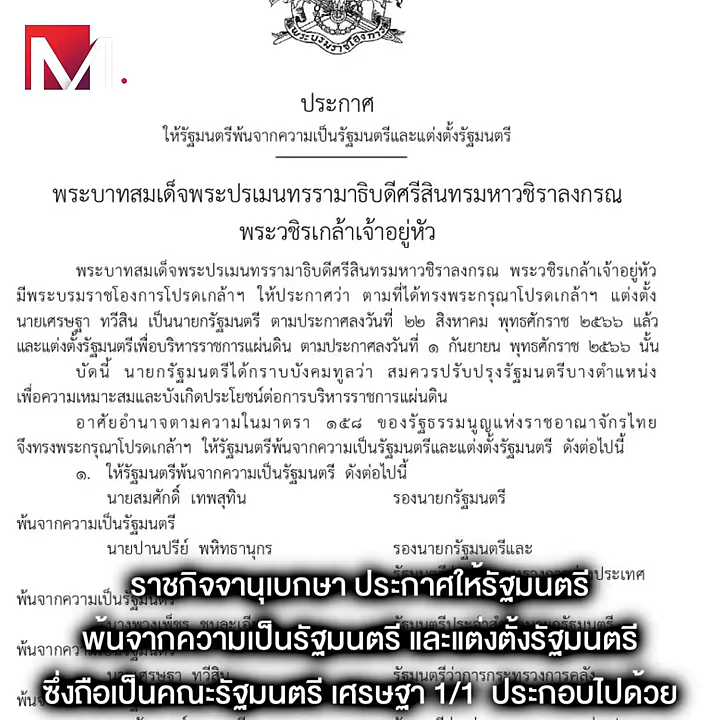 M.
ประกาศ
ให้รัฐมนตรีพ้นจากความเป็นรัฐมนตรีและแต่งตั้งรัฐมนตรี
พระบาทสมเด็จพระปรเมนทรรามาธิบดีศรีสินทรมหาวชิราลงกรณ
พระวชิรเกล้าเจ้าอยู่หัว
พระบาทสมเด็จพระปรเมนทรรามาธิบดีศรีสินทรมหาวชิราลงกรณ พระวชิรเกล้าเจ้าอยู่หัว
มีพระบรมราชโองการโปรดเกล้าฯ ให้ประกาศว่า ตามที่ได้ทรงพระกรุณาโปรดเกล้าฯ แต่งตั้ง
นายเศรษฐา ทวีสิน เป็นนายกรัฐมนตรี ตามประกาศลงวันที่ ๒๒ สิงหาคม พุทธศักราช ๒๕๖๖ แล้ว
และแต่งตั้งรัฐมนตรีเพื่อบริหารราชการแผ่นดิน ตามประกาศลงวันที่ ๑ กันยายน พุทธศักราช ๒๕๖๖ นั้น
บัดนี้ นายกรัฐมนตรีได้กราบบังคมทูลว่า สมควรปรับปรุงรัฐมนตรีบางตำแหน่ง
เพื่อความเหมาะสมและบังเกิดประโยชน์ต่อการบริหารราชการแผ่นดิน
อาศัยอำนาจตามความในมาตรา ๑๕๘ ของรัฐธรรมนูญแห่งราชอาณาจักรไทย
จึงทรงพระกรุณาโปรดเกล้าฯ ให้รัฐมนตรีพ้นจากความเป็นรัฐมนตรีและแต่งตั้งรัฐมนตรี ดังต่อไปนี้
๑. ให้รัฐมนตรีพ้นจากความเป็นรัฐมนตรี ดังต่อไปนี้
นายสมศักดิ์ เทพสุทิน รองนายกรัฐมนตรี
พ้นจากความเป็นรัฐมนตรี
นายปานปรีย์ พหิทธานุกร รองนายกรัฐมนตรีและ
ราชกิจจานุเบกษา ประกาศให้รัฐมนตรี
พ้นจากความเป็นรัฐมนตรี และแต่งตั้งรัฐมนตรี
ซึ่งถือเป็นคณะรัฐมนตรี เศรษฐา 1/1 ประกอบไปด้วย